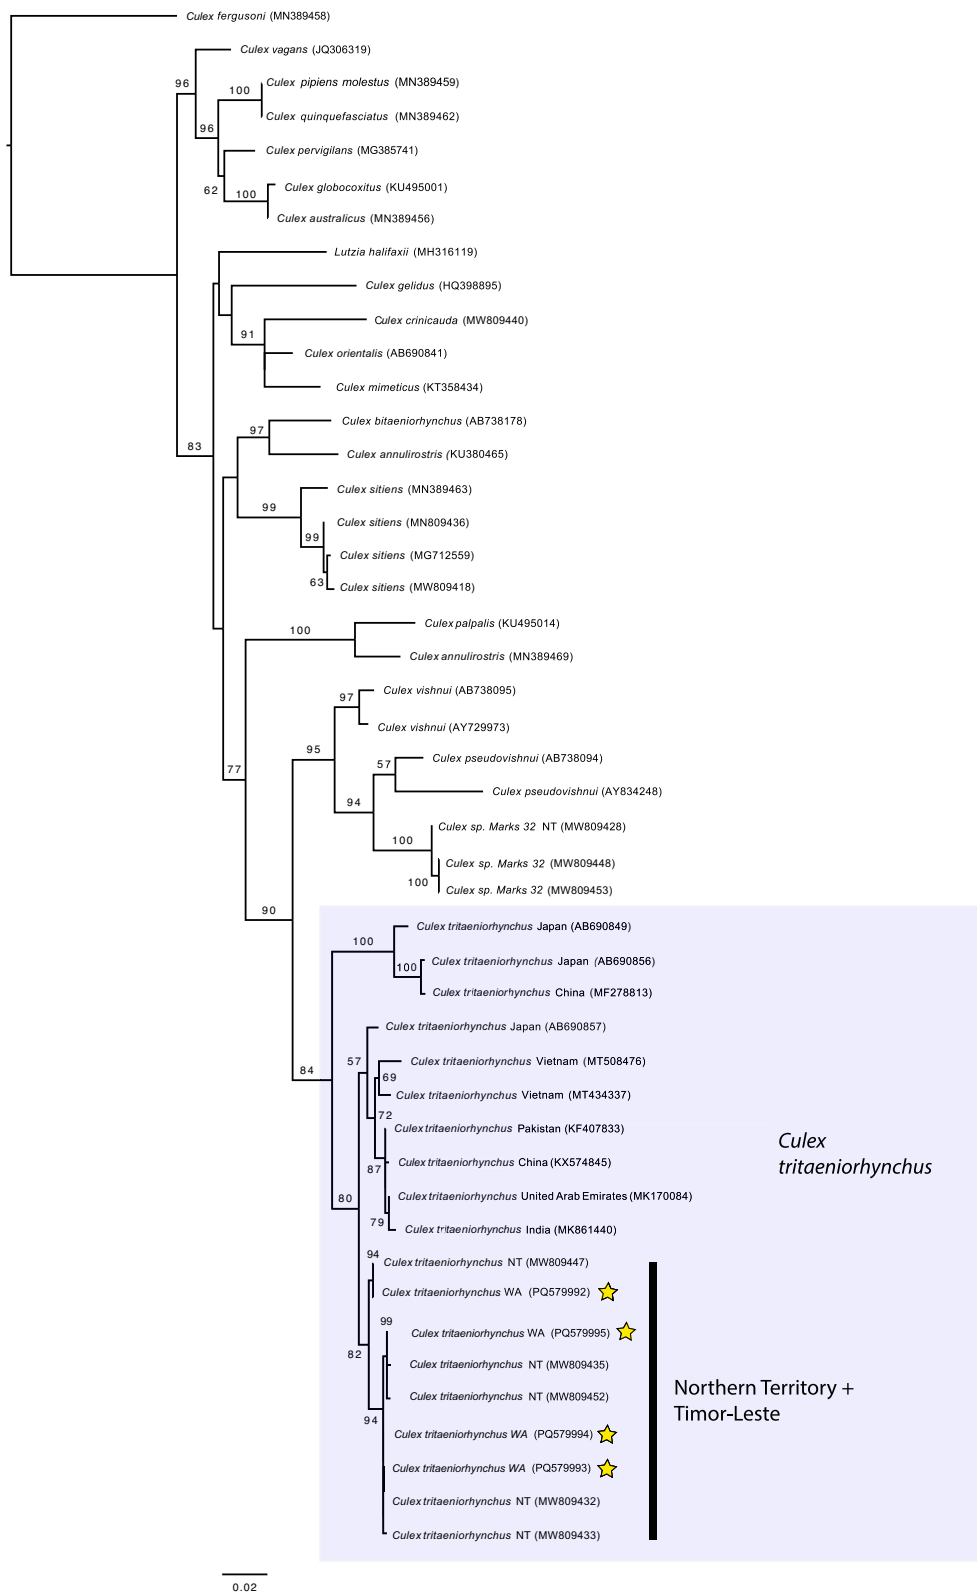 Culex fergusoni (MN389458)
Culex vagans (JQ306319)
96
Culex pipiens molestus (MN389459)
100
Culex quinquefasciatus (MN389462)
96
Culex pervigilans (MG385741)
62
Culex globocoxitus (KU495001)
100
Culex australicus (MN389456)
Lutzia halifaxii (MH316119)
Culex gelidus (HQ398895)
Culex crinicauda (MW809440)
91
Culex orientalis (AB690841)
Culex mimeticus (KT358434)
Culex bitaeniorhynchus (AB738178)
97
83
Culex annulirostris (KU380465)
Culex sitiens (MN389463)
99
Culex sitiens (MN809436)
99
Culex sitiens (MG712559)
63
Culex sitiens (MW809418)
Culex palpalis (KU495014)
100
Culex annulirostris (MN389469)
Culex vishnui (AB738095)
97
Culex vishnui (AY729973)
95
Culex pseudovishnui (AB738094)
57
77
Culex pseudovishnui (AY834248)
94
Culex sp. Marks 32 NT (MW809428)
100
Culex sp. Marks 32 (MW809448)
100
Culex sp. Marks 32 (MW809453)
90
Culex tritaeniorhynchus Japan (AB690849)
100
Culex tritaeniorhynchus Japan (AB690856)
100
Culex tritaeniorhynchus China (MF278813)
Culex tritaeniorhynchus Japan (AB690857)
57
Culex tritaeniorhynchus Vietnam (MT508476)
84
69
Culex tritaeniorhynchus Vietnam (MT434337)
72
Culex tritaeniorhynchus Pakistan (KF407833)
Culex
tritaeniorhynchus
Culex tritaeniorhynchus China (KX574845)
87
Culex tritaeniorhynchus United Arab Emirates (MK170084)
80
79
Culex tritaeniorhynchus India (MK861440)
94
Culex tritaeniorhynchus NT (MW809447)
Culex tritaeniorhynchus WA (PQ579992)
99
Culex tritaeniorhynchus WA (PQ579995)
82
Culex tritaeniorhynchus NT (MW809435)
Culex tritaeniorhynchus NT (MW809452)
Northern Territory +
Timor-Leste
94
Culex tritaeniorhynchus WA (PQ579994)
Culex tritaeniorhynchus WA (PQ579993)
Culex tritaeniorhynchus NT (MW809432)
Culex tritaeniorhynchus NT (MW809433)
0.02